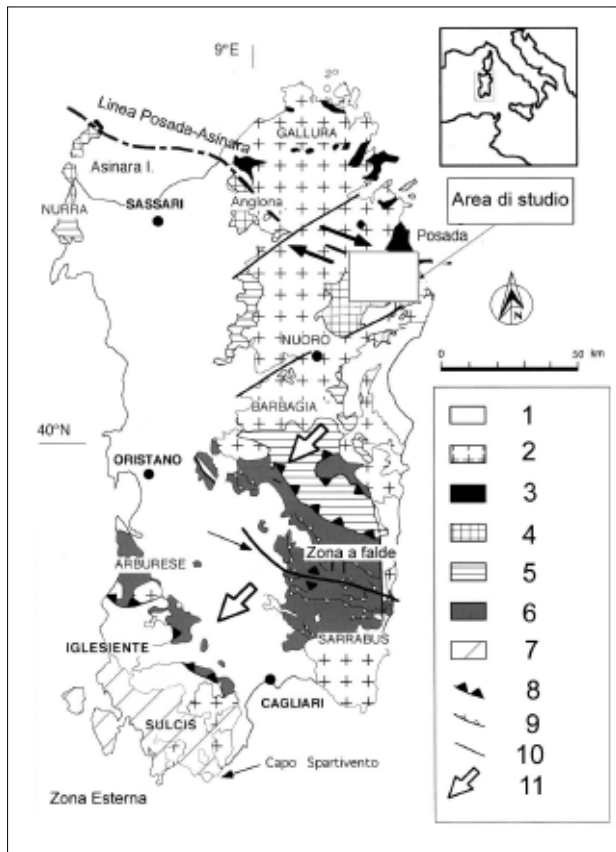 9°E
Linea Posada-Asinara
2°
GALLURA
Asinara I.
NURRA
SASSARI
Anglona
Area di studio
Posada
N
NUORO
0
50 km
BARBAGIA
40°N
ORISTANO
Zona a falde
ARBURESE
IGLESIENTE
SARRABUS
CAGLIARI
SULCIS
Capo Spartivento
Zona Esterna
1
2
3
4
5
6
7
8
9
10
11